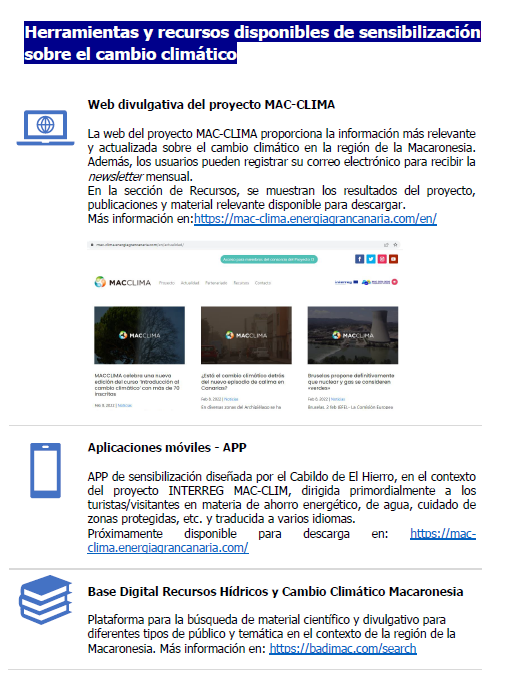 Herramientas y recursos disponibles de sensibilización
sobre el cambio climático
Web divulgativa del proyecto MAC-CLIMA
La web del proyecto MAC-CLIMA proporciona la información más relevante
y actualizada sobre el cambio climático en la región de la Macaronesia.
Además, los usuarios pueden registrar su correo electrónico para recibir la
newsletter mensual.
En la sección de Recursos, se muestran los resultados del proyecto,
publicaciones y material relevante disponible para descargar.
Más información en:https://mac-clima.energiagrancanaria.com/en/
mac-clima.energiagrancanaria.com/en/actualidad/
MACCLIMA
Proyecto Actualidad Partenariado Recursos Contacto
Interreg
MACCLIMA MACCLIMA MACCLIMA
MACCLIMA celebra una nueva
edición del curso 'Introducción al
cambio climático' con más de 70
inscritos
Feb 9, 2022 | Noticias
¿Está el cambio climático detrás
del nuevo episodio de calima en
Canarias?
Feb 6, 2022 | Noticias
En diversas zonas del Archipiélago se ha
Bruselas propone definitivamente
que nuclear y gas se consideren
«verdes»
Feb 6, 2022 | Noticias
Bruselas, 2 feb (EFE).- La Comisión Europea
Aplicaciones móviles - APP
APP de sensibilización diseñada por el Cabildo de El Hierro, en el contexto
del proyecto INTERREG MAC-CLIM, dirigida primordialmente a los
turistas/visitantes en materia de ahorro energético, de agua, cuidado de
zonas protegidas, etc. y traducida a varios idiomas.
Próximamente disponible para descarga en: https://mac-
clima.energiagrancanaria.com/
Base Digital Recursos Hídricos y Cambio Climático Macaronesia
Plataforma para la búsqueda de material científico y divulgativo para
diferentes tipos de público y temática en el contexto de la región de la
Macaronesia. Más información en: https://badimac.com/search